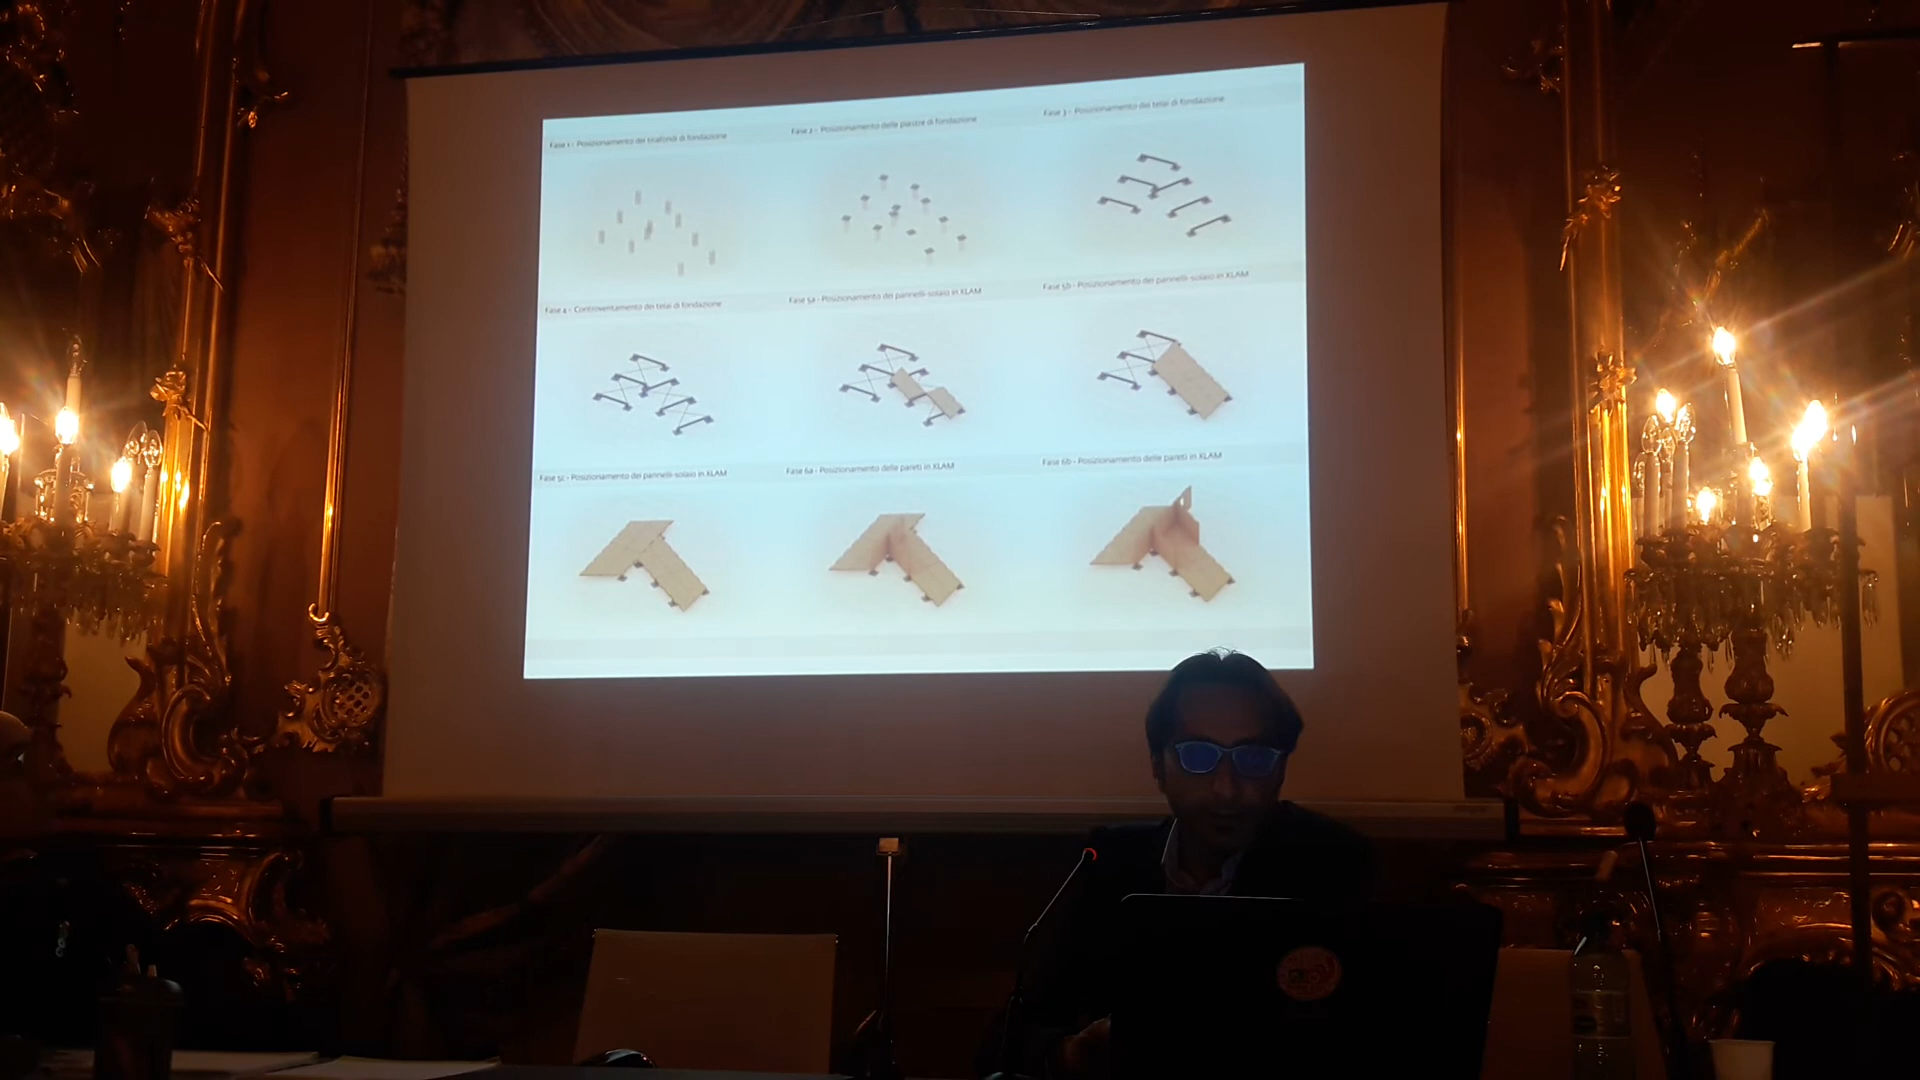 Fase 1 - Posizionamento dei tirafondi di fondazione
Fase 2 - Posizionamento delle piastre di fondazione
Fase 3 - Posizionamento dei telai di fondazione
Fase 4 - Controventamento dei telai di fondazione
Fase 5a - Posizionamento dei pannelli-solaio in XLAM
Fase 5b - Posizionamento dei pannelli-solaio in XLAM
Fase 5c - Posizionamento dei pannelli-solaio in XLAM
Fase 6a - Posizionamento delle pareti in XLAM
Fase 6b - Posizionamento delle pareti in XLAM